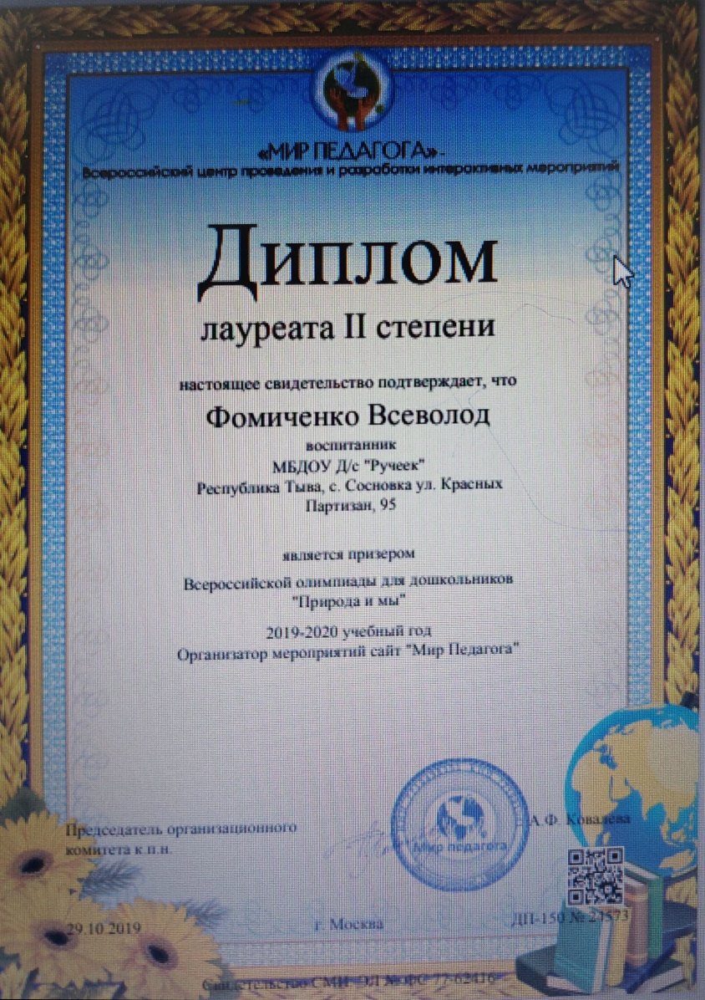 «МИР ПЕДАГОГА» -
Всероссийский центр проведения и разработки интерактивных мероприятий
Диплом
лауреата II степени
настоящее свидетельство подтверждает, что
Фомиченко Всеволод
воспитанник
МБДОУ Д/с "Ручеек"
Республика Тыва, с. Сосновка ул. Красных
Партизан, 95
является призером
Всероссийской олимпиады для дошкольников
"Природа и мы"
2019-2020 учебный год
Организатор мероприятий сайт "Мир Педагога"
Председатель организационного
комитета к.п.н.
А.Ф. Ковалева
Мир педагога
29.10.2019
г. Москва
ДП-150 № 24573
Свидетельство СМИ ЭЛ № ФС 77-62416